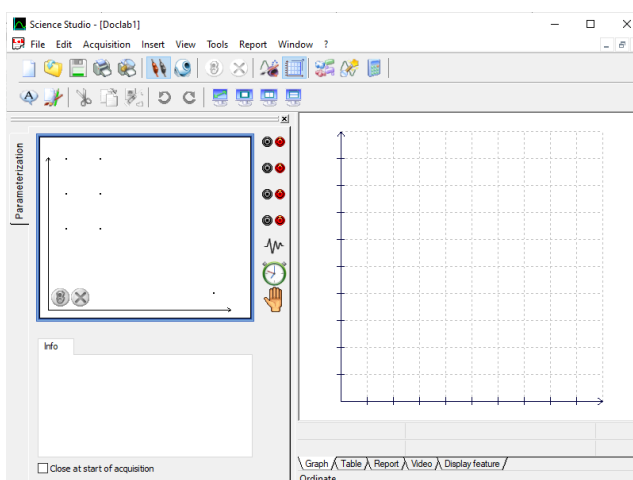 Science Studio - [Doclab1]
File Edit Acquisition Insert View Tools Report Window ?
Parameterization
Info
Close at start of acquisition
Graph Table Report Video Display feature
Ordinate